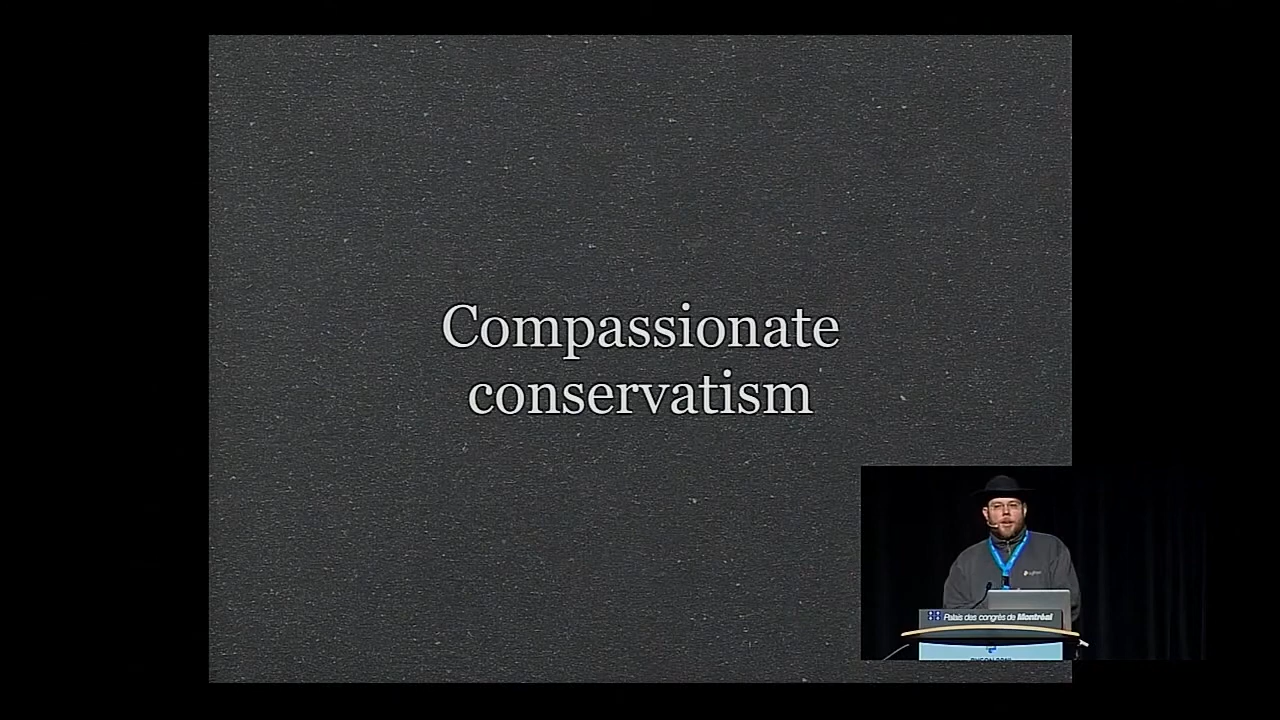 Compassionate
conservatism
Palais des congrès de Montréal